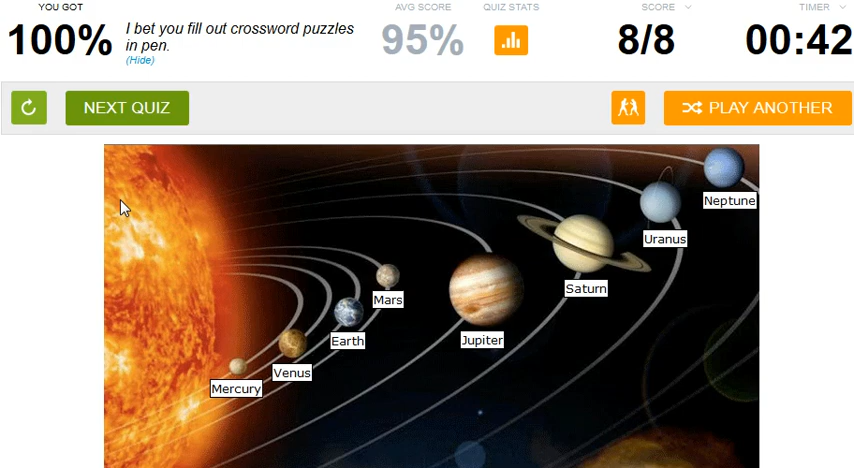 YOU GOT
AVG SCORE
QUIZ STATS
SCORE
TIMER
100%
I bet you fill out crossword puzzles
in pen.
(Hide)
95%
8/8
00:42
NEXT QUIZ
PLAY ANOTHER
Neptune
Uranus
Saturn
Mars
Jupiter
Earth
Venus
Mercury